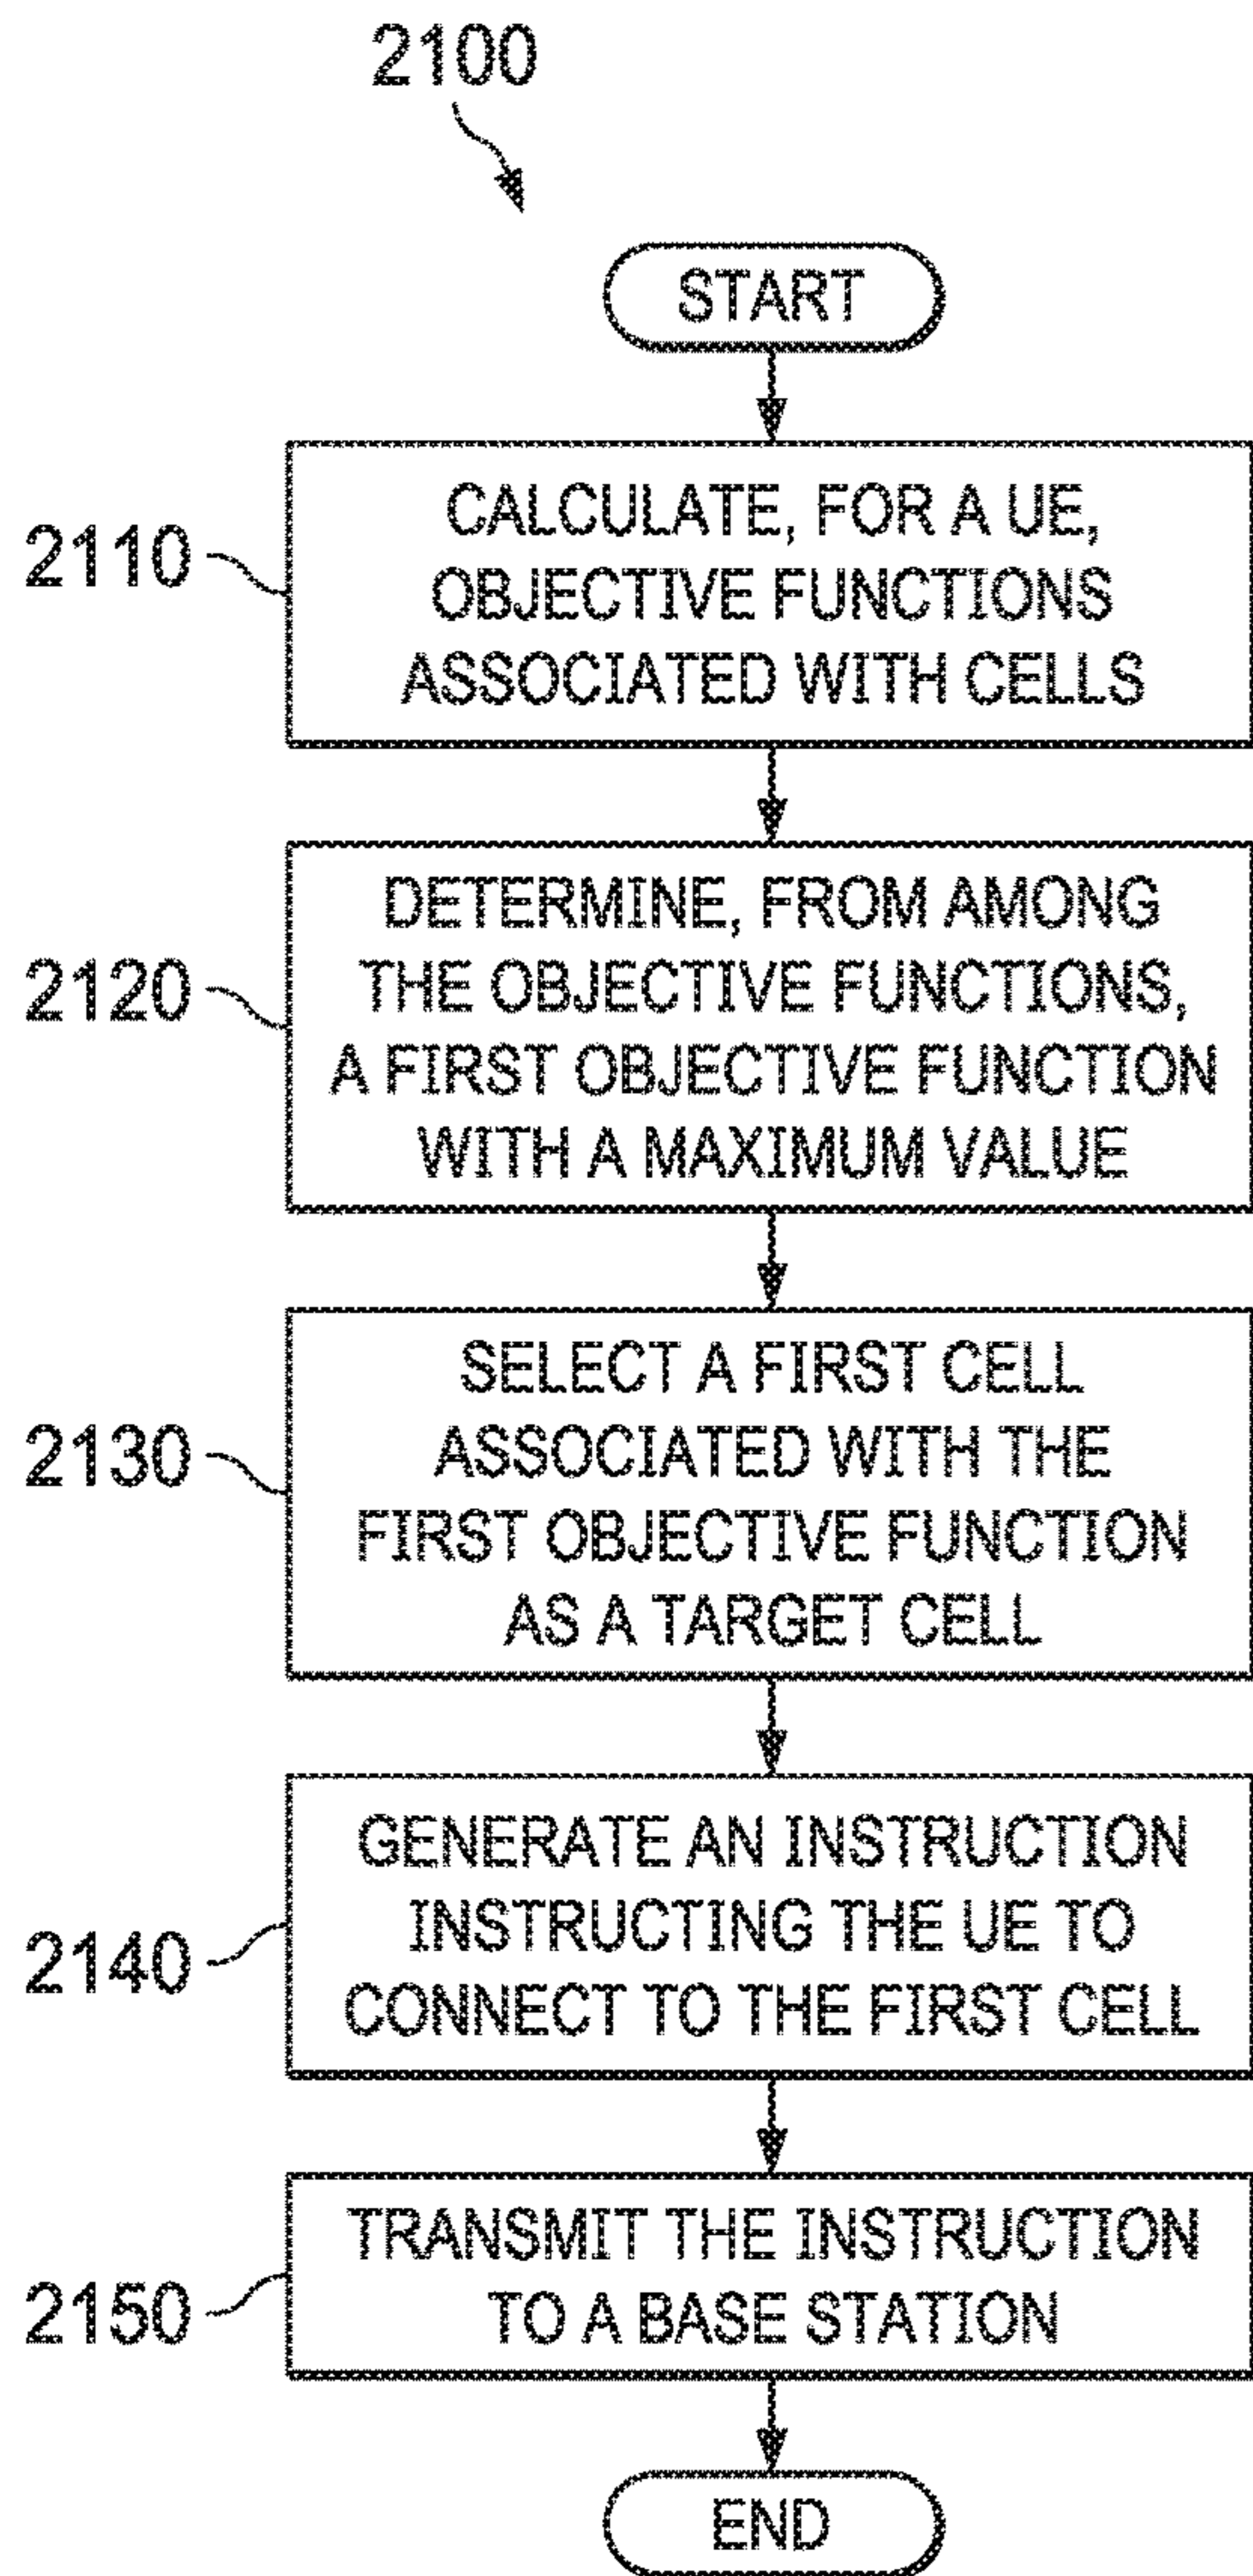 2100
START
2110
CALCULATE, FOR A UE,
OBJECTIVE FUNCTIONS
ASSOCIATED WITH CELLS
2120
DETERMINE, FROM AMONG
THE OBJECTIVE FUNCTIONS,
A FIRST OBJECTIVE FUNCTION
WITH A MAXIMUM VALUE
2130
SELECT A FIRST CELL
ASSOCIATED WITH THE
FIRST OBJECTIVE FUNCTION
AS A TARGET CELL
2140
GENERATE AN INSTRUCTION
INSTRUCTING THE UE TO
CONNECT TO THE FIRST CELL
2150
TRANSMIT THE INSTRUCTION
TO A BASE STATION
END